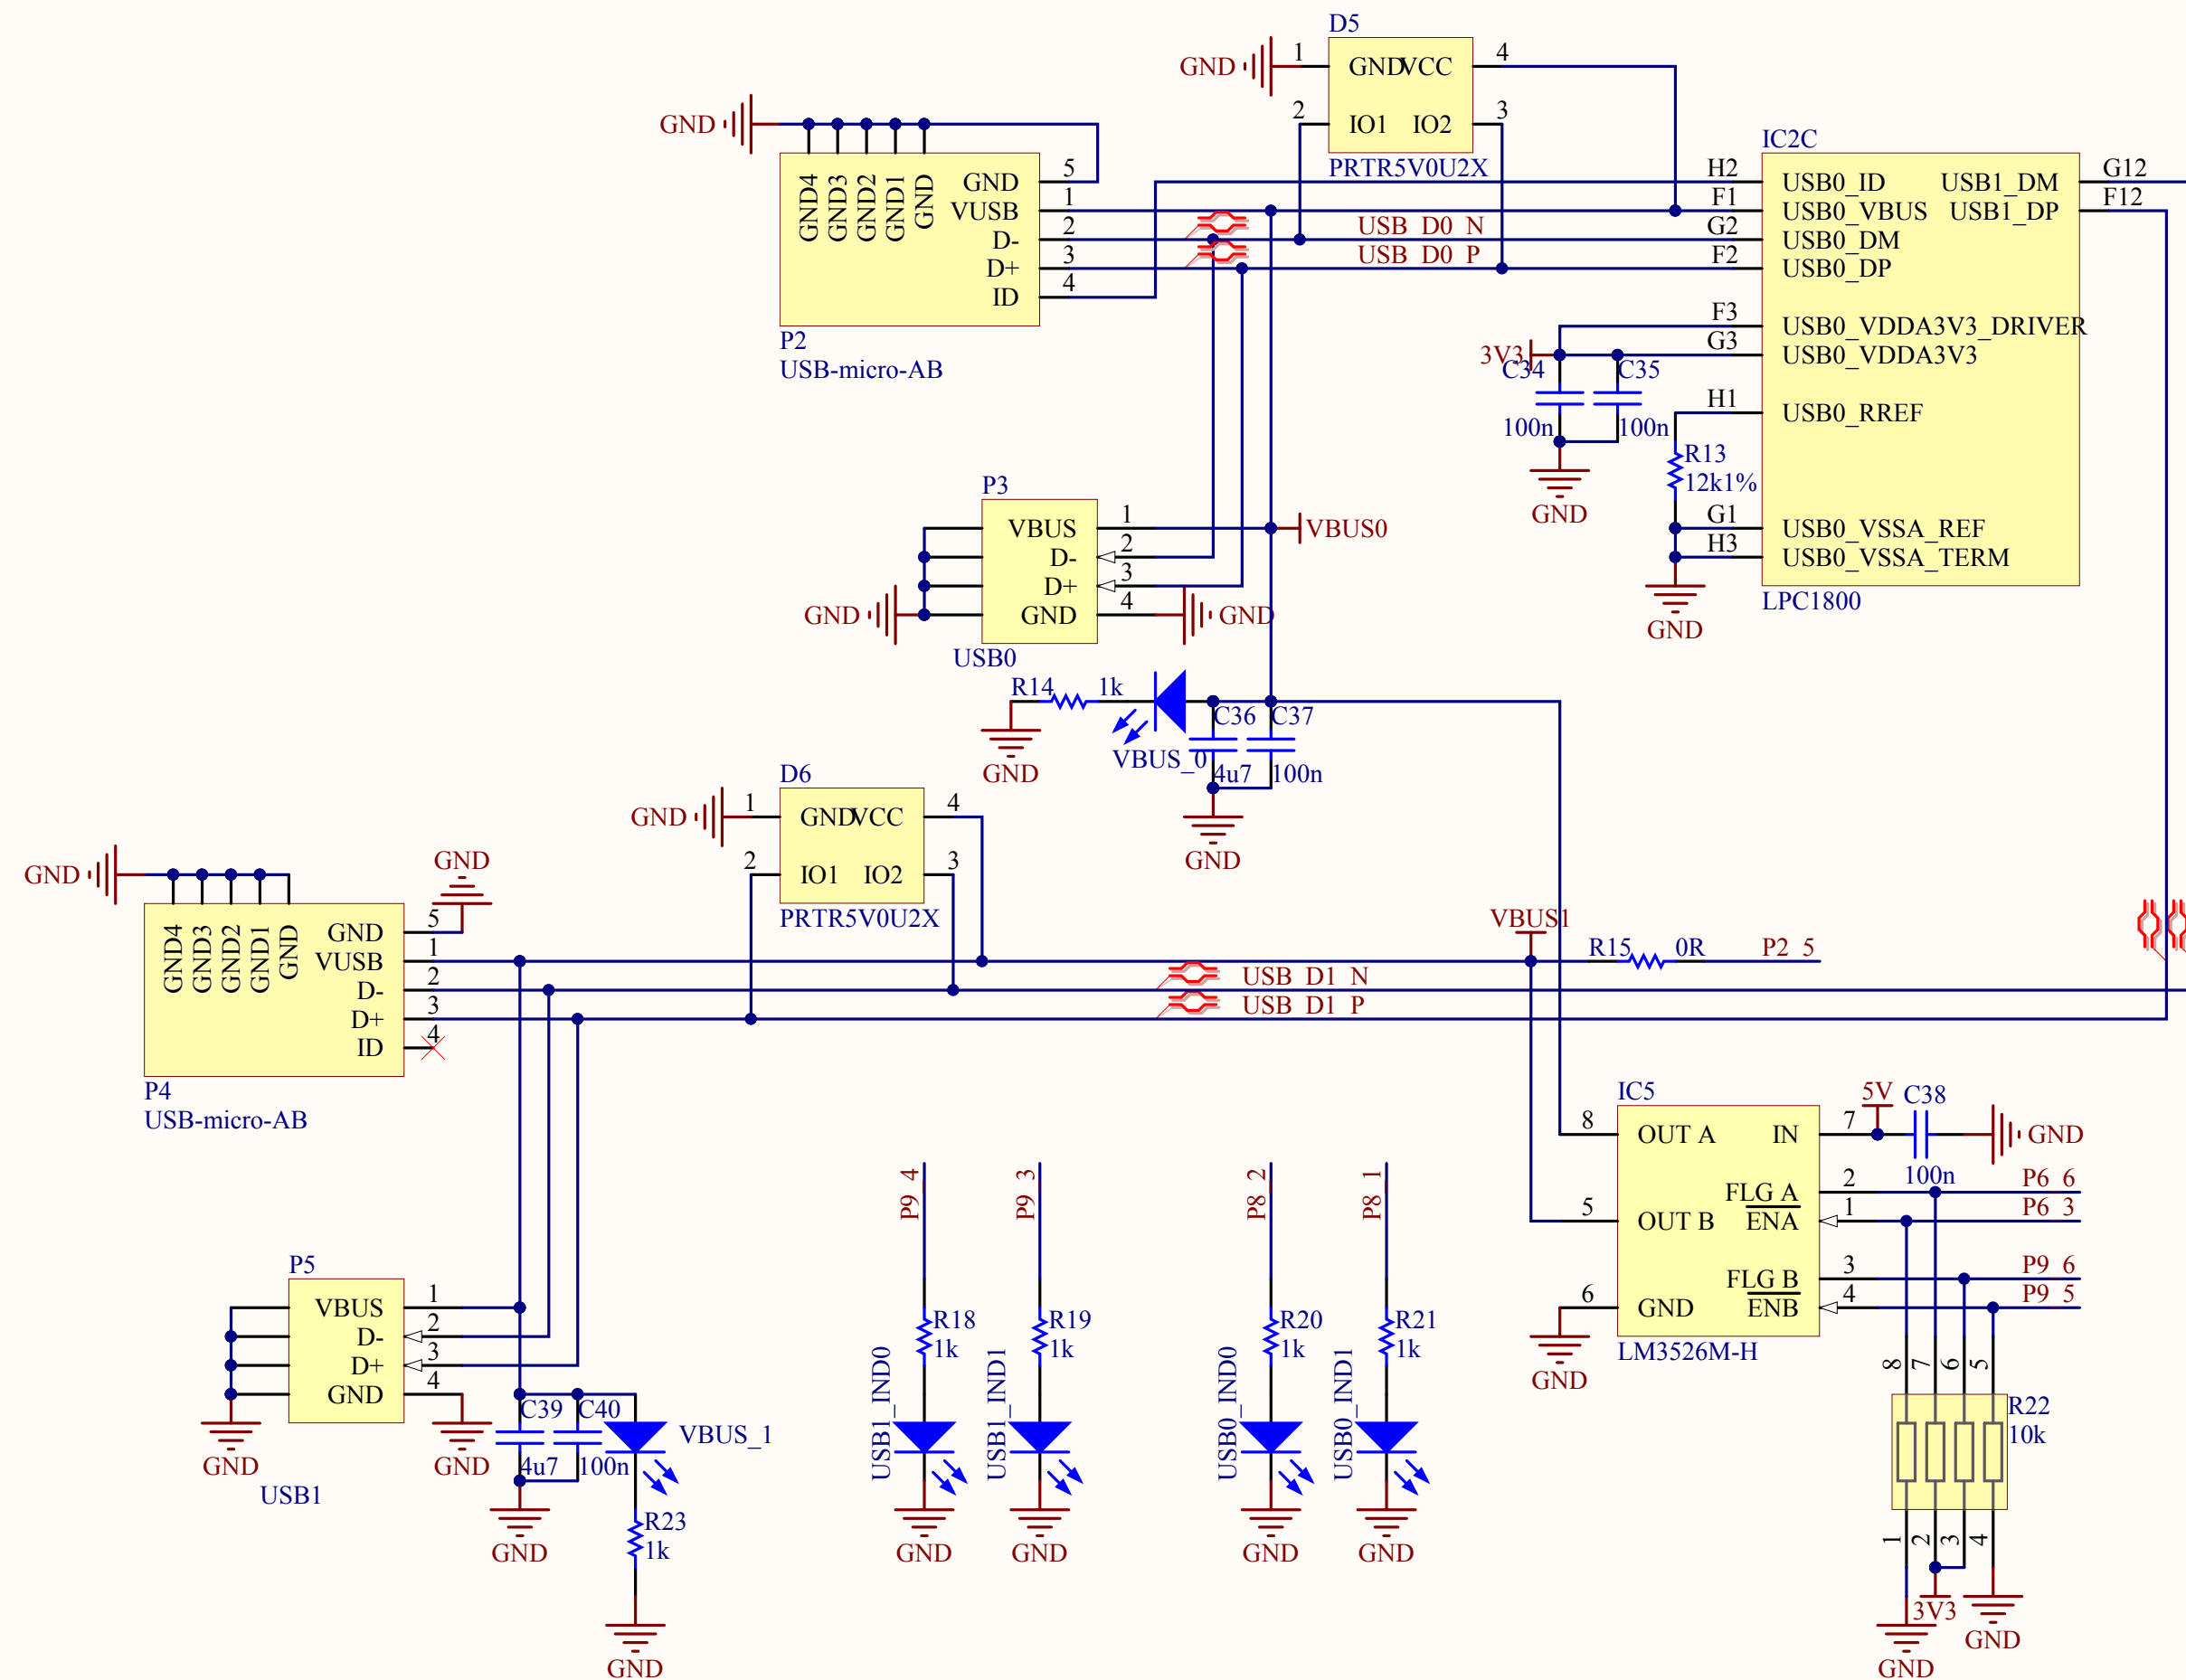 D5
GND
1
GND
VCC
4
2
IO1
IO2
3
PRTR5V0U2X
GND
GND4
GND3
GND2
GND1
GND
GND
5
VUSB
1
D-
2
D+
3
ID
4
P2
USB-micro-AB
USB_D0_N
USB_D0_P
IC2C
H2
USB0_ID
USB1_DM
G12
F1
USB0_VBUS
USB1_DP
F12
G2
USB0_DM
F2
USB0_DP
F3
USB0_VDDA3V3_DRIVER
G3
USB0_VDDA3V3
H1
USB0_RREF
G1
USB0_VSSA_REF
H3
USB0_VSSA_TERM
LPC1800
3V3
C34
C35
100n
100n
GND
R13
12k1%
GND
P3
VBUS
1
D-
2
D+
3
GND
4
GND
GND
USB0
VBUS0
R14
1k
GND
VBUS_0
C36
C37
4u7
100n
GND
D6
GND
1
GND
VCC
4
2
IO1
IO2
3
PRTR5V0U2X
GND
GND4
GND3
GND2
GND1
GND
GND
GND
5
VUSB
1
D-
2
D+
3
ID
4
P4
USB-micro-AB
USB_D1_N
USB_D1_P
VBUS1
R15
0R
P2_5
IC5
8
OUT A
IN
7
5
OUT B
6
GND
FLG A
2
ENA
1
FLG B
3
ENB
4
LM3526M-H
GND
5V
C38
100n
GND
P6_6
P6_3
P9_6
P9_5
8
7
6
5
R22
10k
1
2
3
4
GND
3V3
GND
P9_4
P9_3
P8_2
P8_1
R18
1k
R19
1k
R20
1k
R21
1k
USB1_IND0
USB1_IND1
USB0_IND0
USB0_IND1
GND
GND
GND
GND
P5
VBUS
1
D-
2
D+
3
GND
4
GND
GND
USB1
C39
C40
4u7
100n
GND
VBUS_1
R23
1k
GND